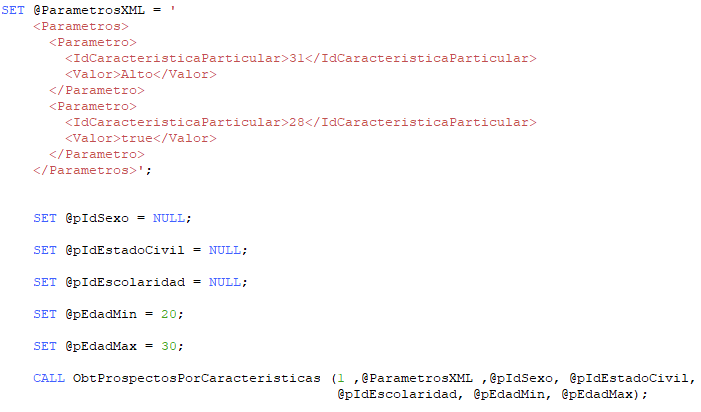 SET @ParametrosXML = '
<Parametros>
<Parametro>
<IdCaracteristicaParticular>31</IdCaracteristicaParticular>
<Valor>Alto</Valor>
</Parametro>
<Parametro>
<IdCaracteristicaParticular>28</IdCaracteristicaParticular>
<Valor>true</Valor>
</Parametro>
</Parametros>';
SET @pIdSexo = NULL;
SET @pIdEstadoCivil = NULL;
SET @pIdEscolaridad = NULL;
SET @pEdadMin = 20;
SET @pEdadMax = 30;
CALL ObtProspectosPorCaracteristicas (1 ,@ParametrosXML ,@pIdSexo, @pIdEstadoCivil,
@pIdEscolaridad, @pEdadMin, @pEdadMax);